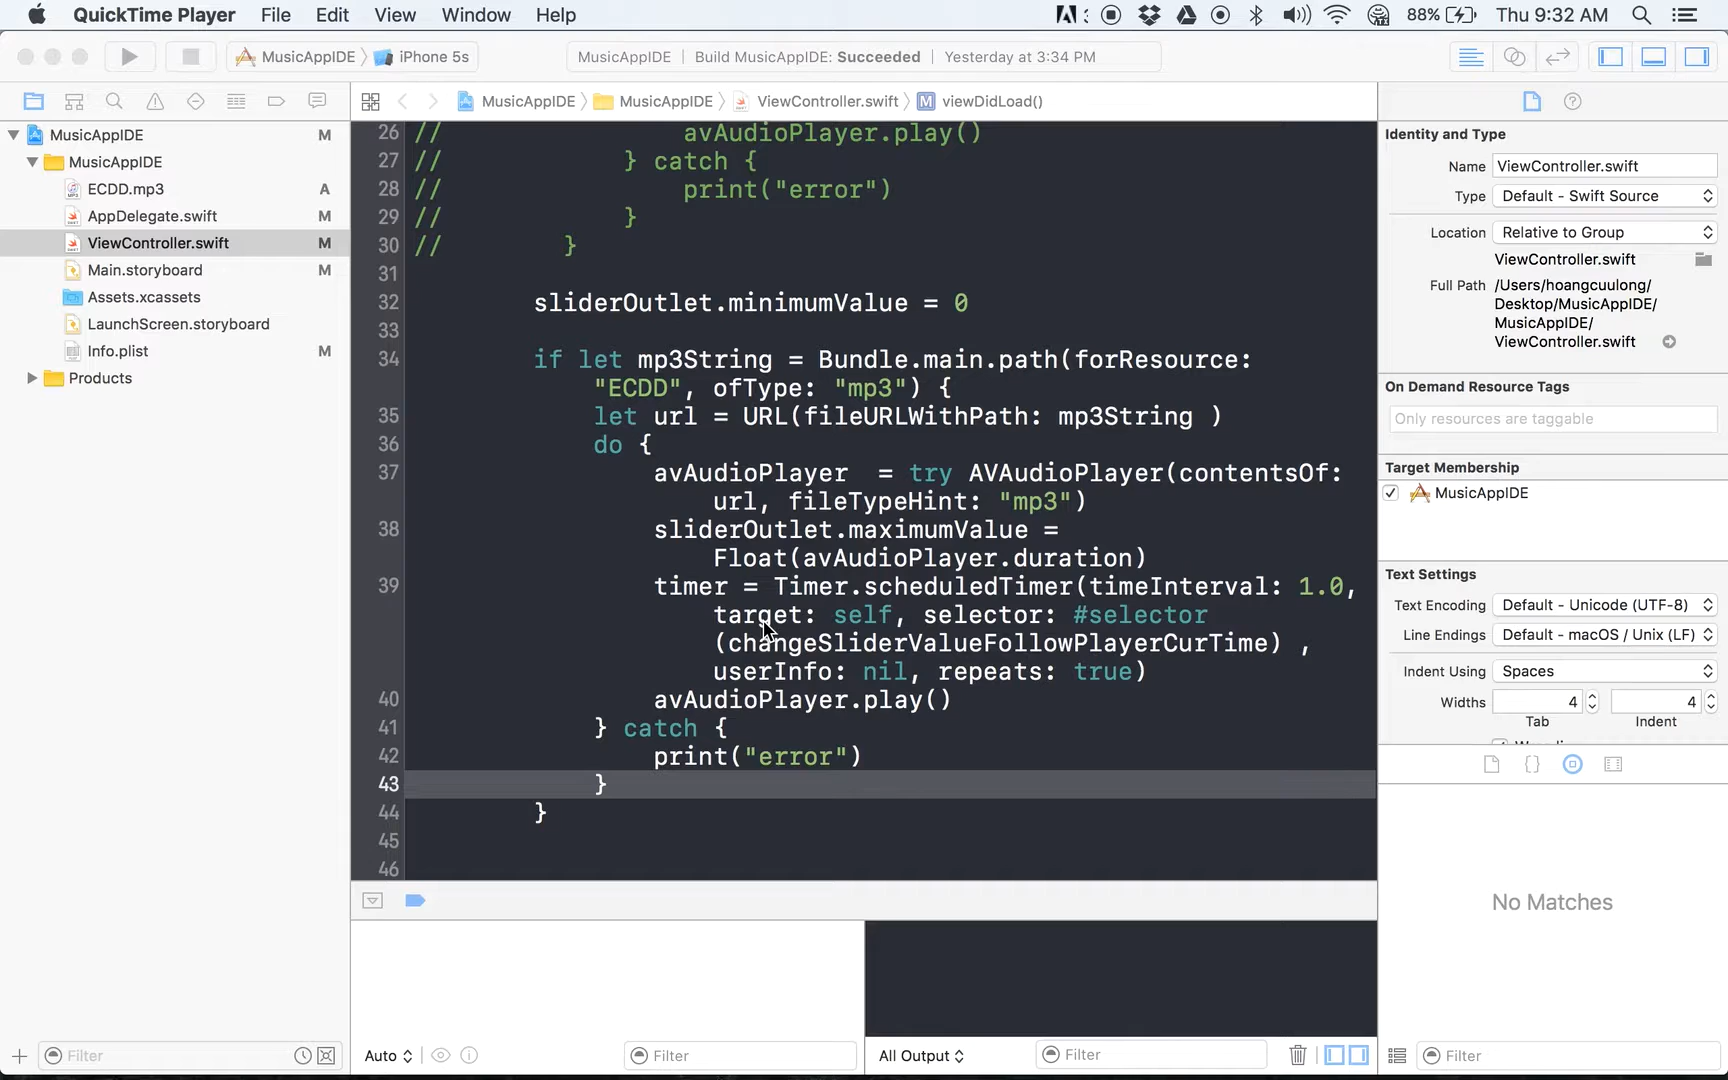 QuickTime Player File Edit View Window Help 88% Thu 9:32 AM
MusicAppIDE iPhone 5s MusicAppIDE | Build MusicAppIDE: Succeeded | Yesterday at 3:34 PM
MusicAppIDE MusicAppIDE ViewController.swift M viewDidLoad()
MusicAppIDE M
MusicAppIDE
ECDD.mp3 A
AppDelegate.swift M
ViewController.swift M
Main.storyboard M
Assets.xcassets
LaunchScreen.storyboard
Info.plist M
Products
Filter
26 // avAudioPlayer.play()
27 // } catch {
28 // print("error")
29 // }
30 // }
31
32 sliderOutlet.minimumValue = 0
33
34 if let mp3String = Bundle.main.path(forResource:
"ECDD", ofType: "mp3") {
35 let url = URL(fileURLWithPath: mp3String )
36 do {
37 avAudioPlayer = try AVAudioPlayer(contentsOf:
url, fileTypeHint: "mp3")
38 sliderOutlet.maximumValue =
Float(avAudioPlayer.duration)
39 timer = Timer.scheduledTimer(timeInterval: 1.0,
target: self, selector: #selector
(changeSliderValueFollowPlayerCurTime) ,
userInfo: nil, repeats: true)
40 avAudioPlayer.play()
41 } catch {
42 print("error")
43 }
44 }
45
46
Auto Filter All Output Filter
Identity and Type
Name ViewController.swift
Type Default - Swift Source
Location Relative to Group
ViewController.swift
Full Path /Users/hoangcuulong/
Desktop/MusicAppIDE/
MusicAppIDE/
ViewController.swift
On Demand Resource Tags
Only resources are taggable
Target Membership
MusicAppIDE
Text Settings
Text Encoding Default - Unicode (UTF-8)
Line Endings Default - macOS / Unix (LF)
Indent Using Spaces
Widths 4 4
Tab Indent
No Matches
Filter